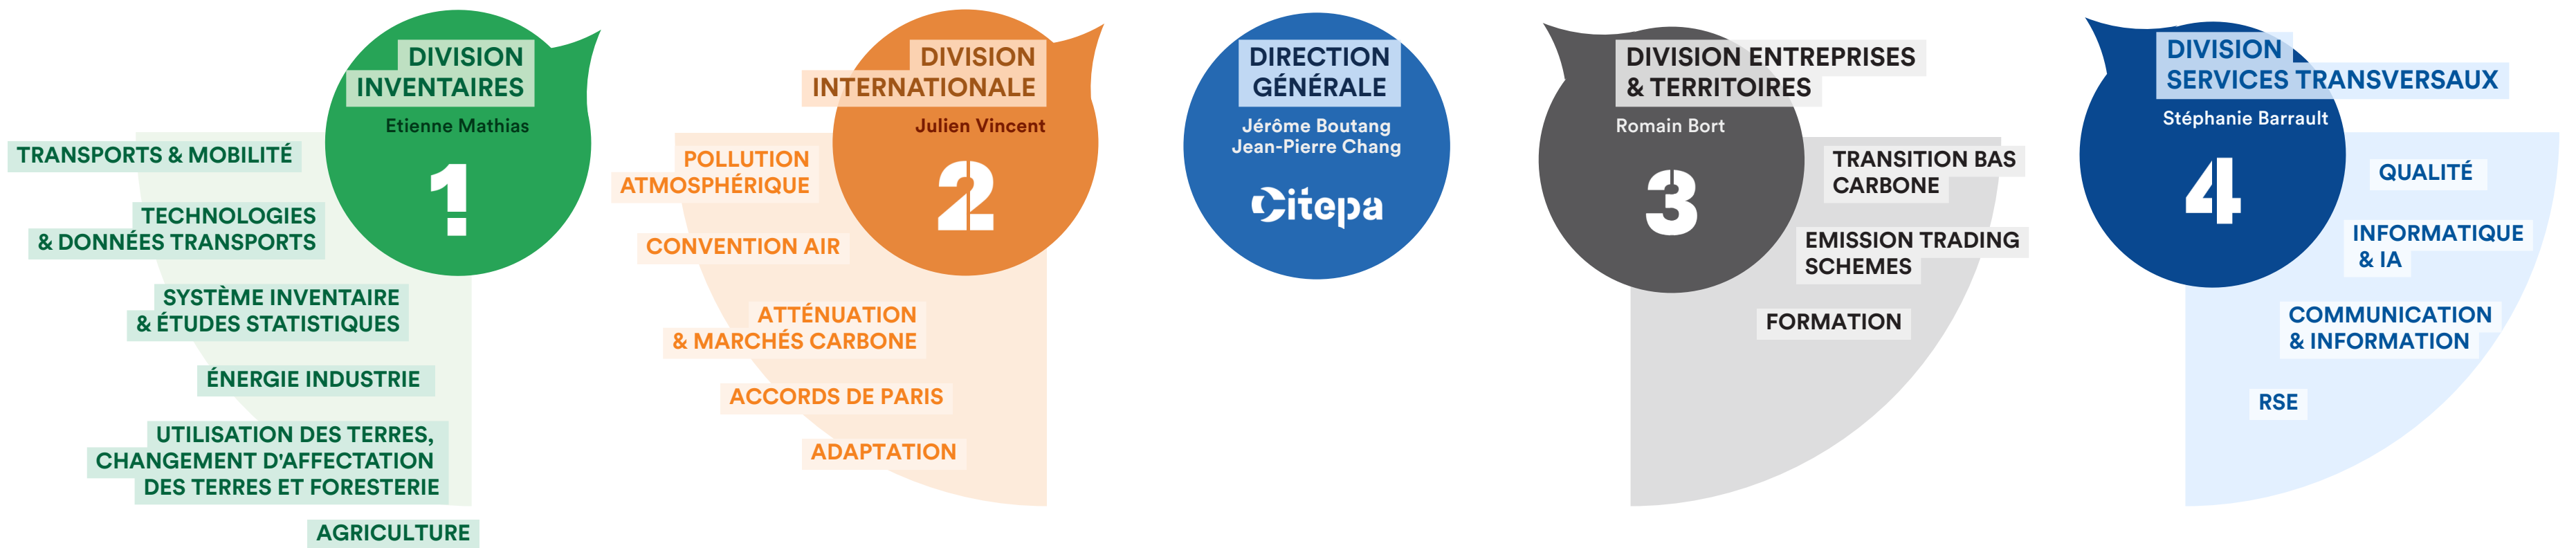 DIVISION
INVENTAIRES
Etienne Mathias
1
TRANSPORTS & MOBILITÉ
TECHNOLOGIES
& DONNÉES TRANSPORTS
SYSTÈME INVENTAIRE
& ÉTUDES STATISTIQUES
ÉNERGIE INDUSTRIE
UTILISATION DES TERRES,
CHANGEMENT D'AFFECTATION
DES TERRES ET FORESTERIE
AGRICULTURE
DIVISION
INTERNATIONALE
Julien Vincent
2
POLLUTION
ATMOSPHÉRIQUE
CONVENTION AIR
ATTÉNUATION
& MARCHÉS CARBONE
ACCORDS DE PARIS
ADAPTATION
DIRECTION
GÉNÉRALE
Jérôme Boutang
Jean-Pierre Chang
Citepa
DIVISION ENTREPRISES
& TERRITOIRES
Romain Bort
3
TRANSITION BAS
CARBONE
EMISSION TRADING
SCHEMES
FORMATION
DIVISION
SERVICES TRANSVERSAUX
Stéphanie Barrault
4
QUALITÉ
INFORMATIQUE
& IA
COMMUNICATION
& INFORMATION
RSE